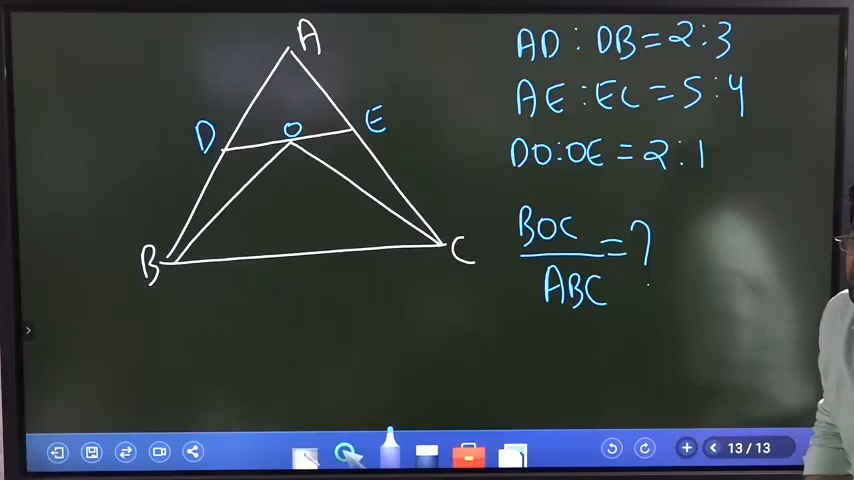 A
D
O
E
B
C
AD : DB = 2 : 3
AE : EC = 5 : 4
DO : OE = 2 : 1
BOC
ABC
= ?
13 / 13